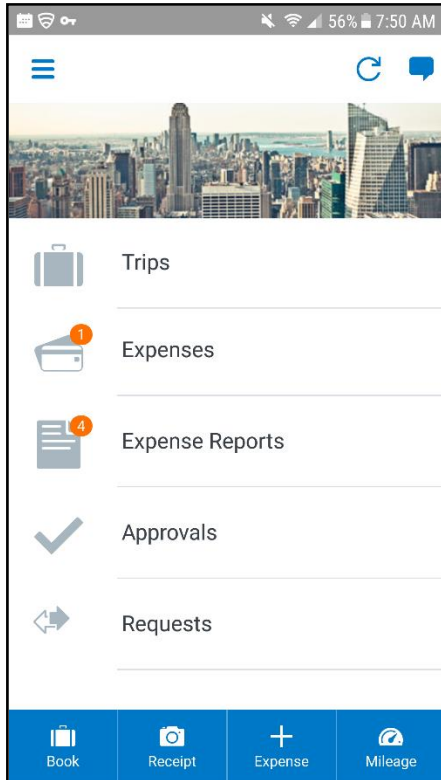 56% 7:50 AM
Trips
1
Expenses
4
Expense Reports
Approvals
Requests
Book Receipt Expense Mileage